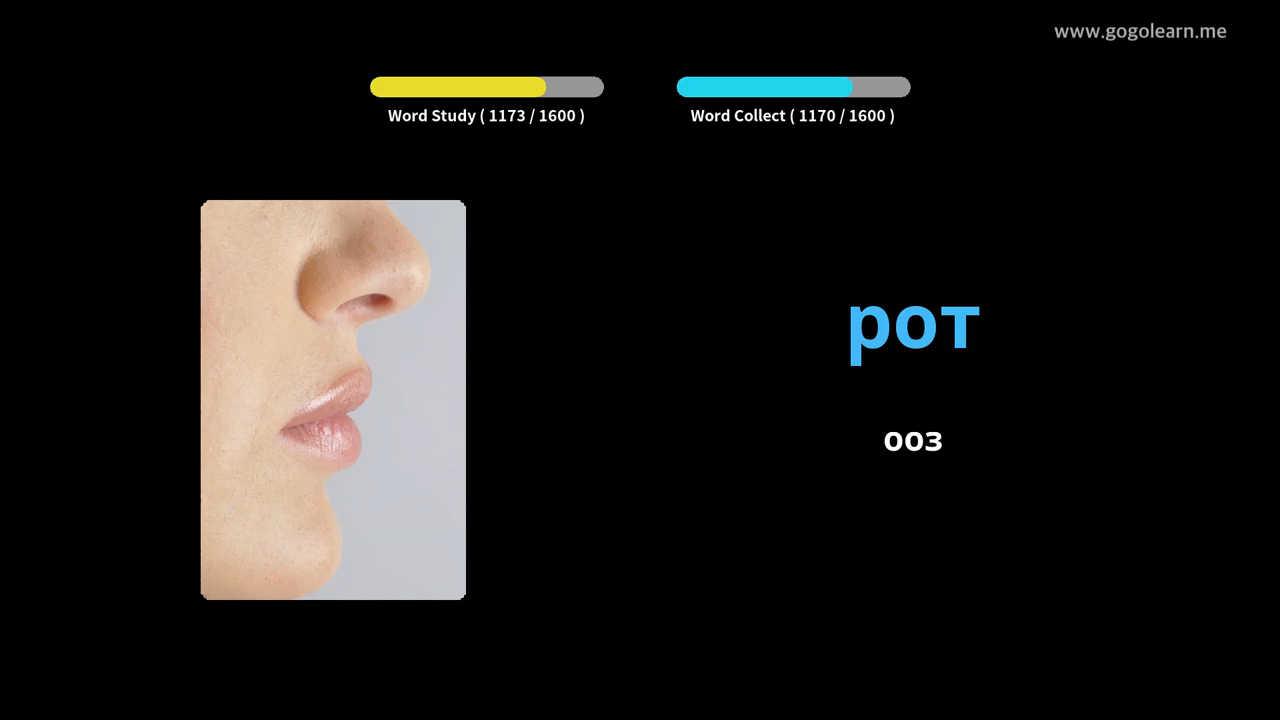 www.gogolearn.me
Word Study ( 1173 / 1600 )
Word Collect ( 1170 / 1600 )
рот
003